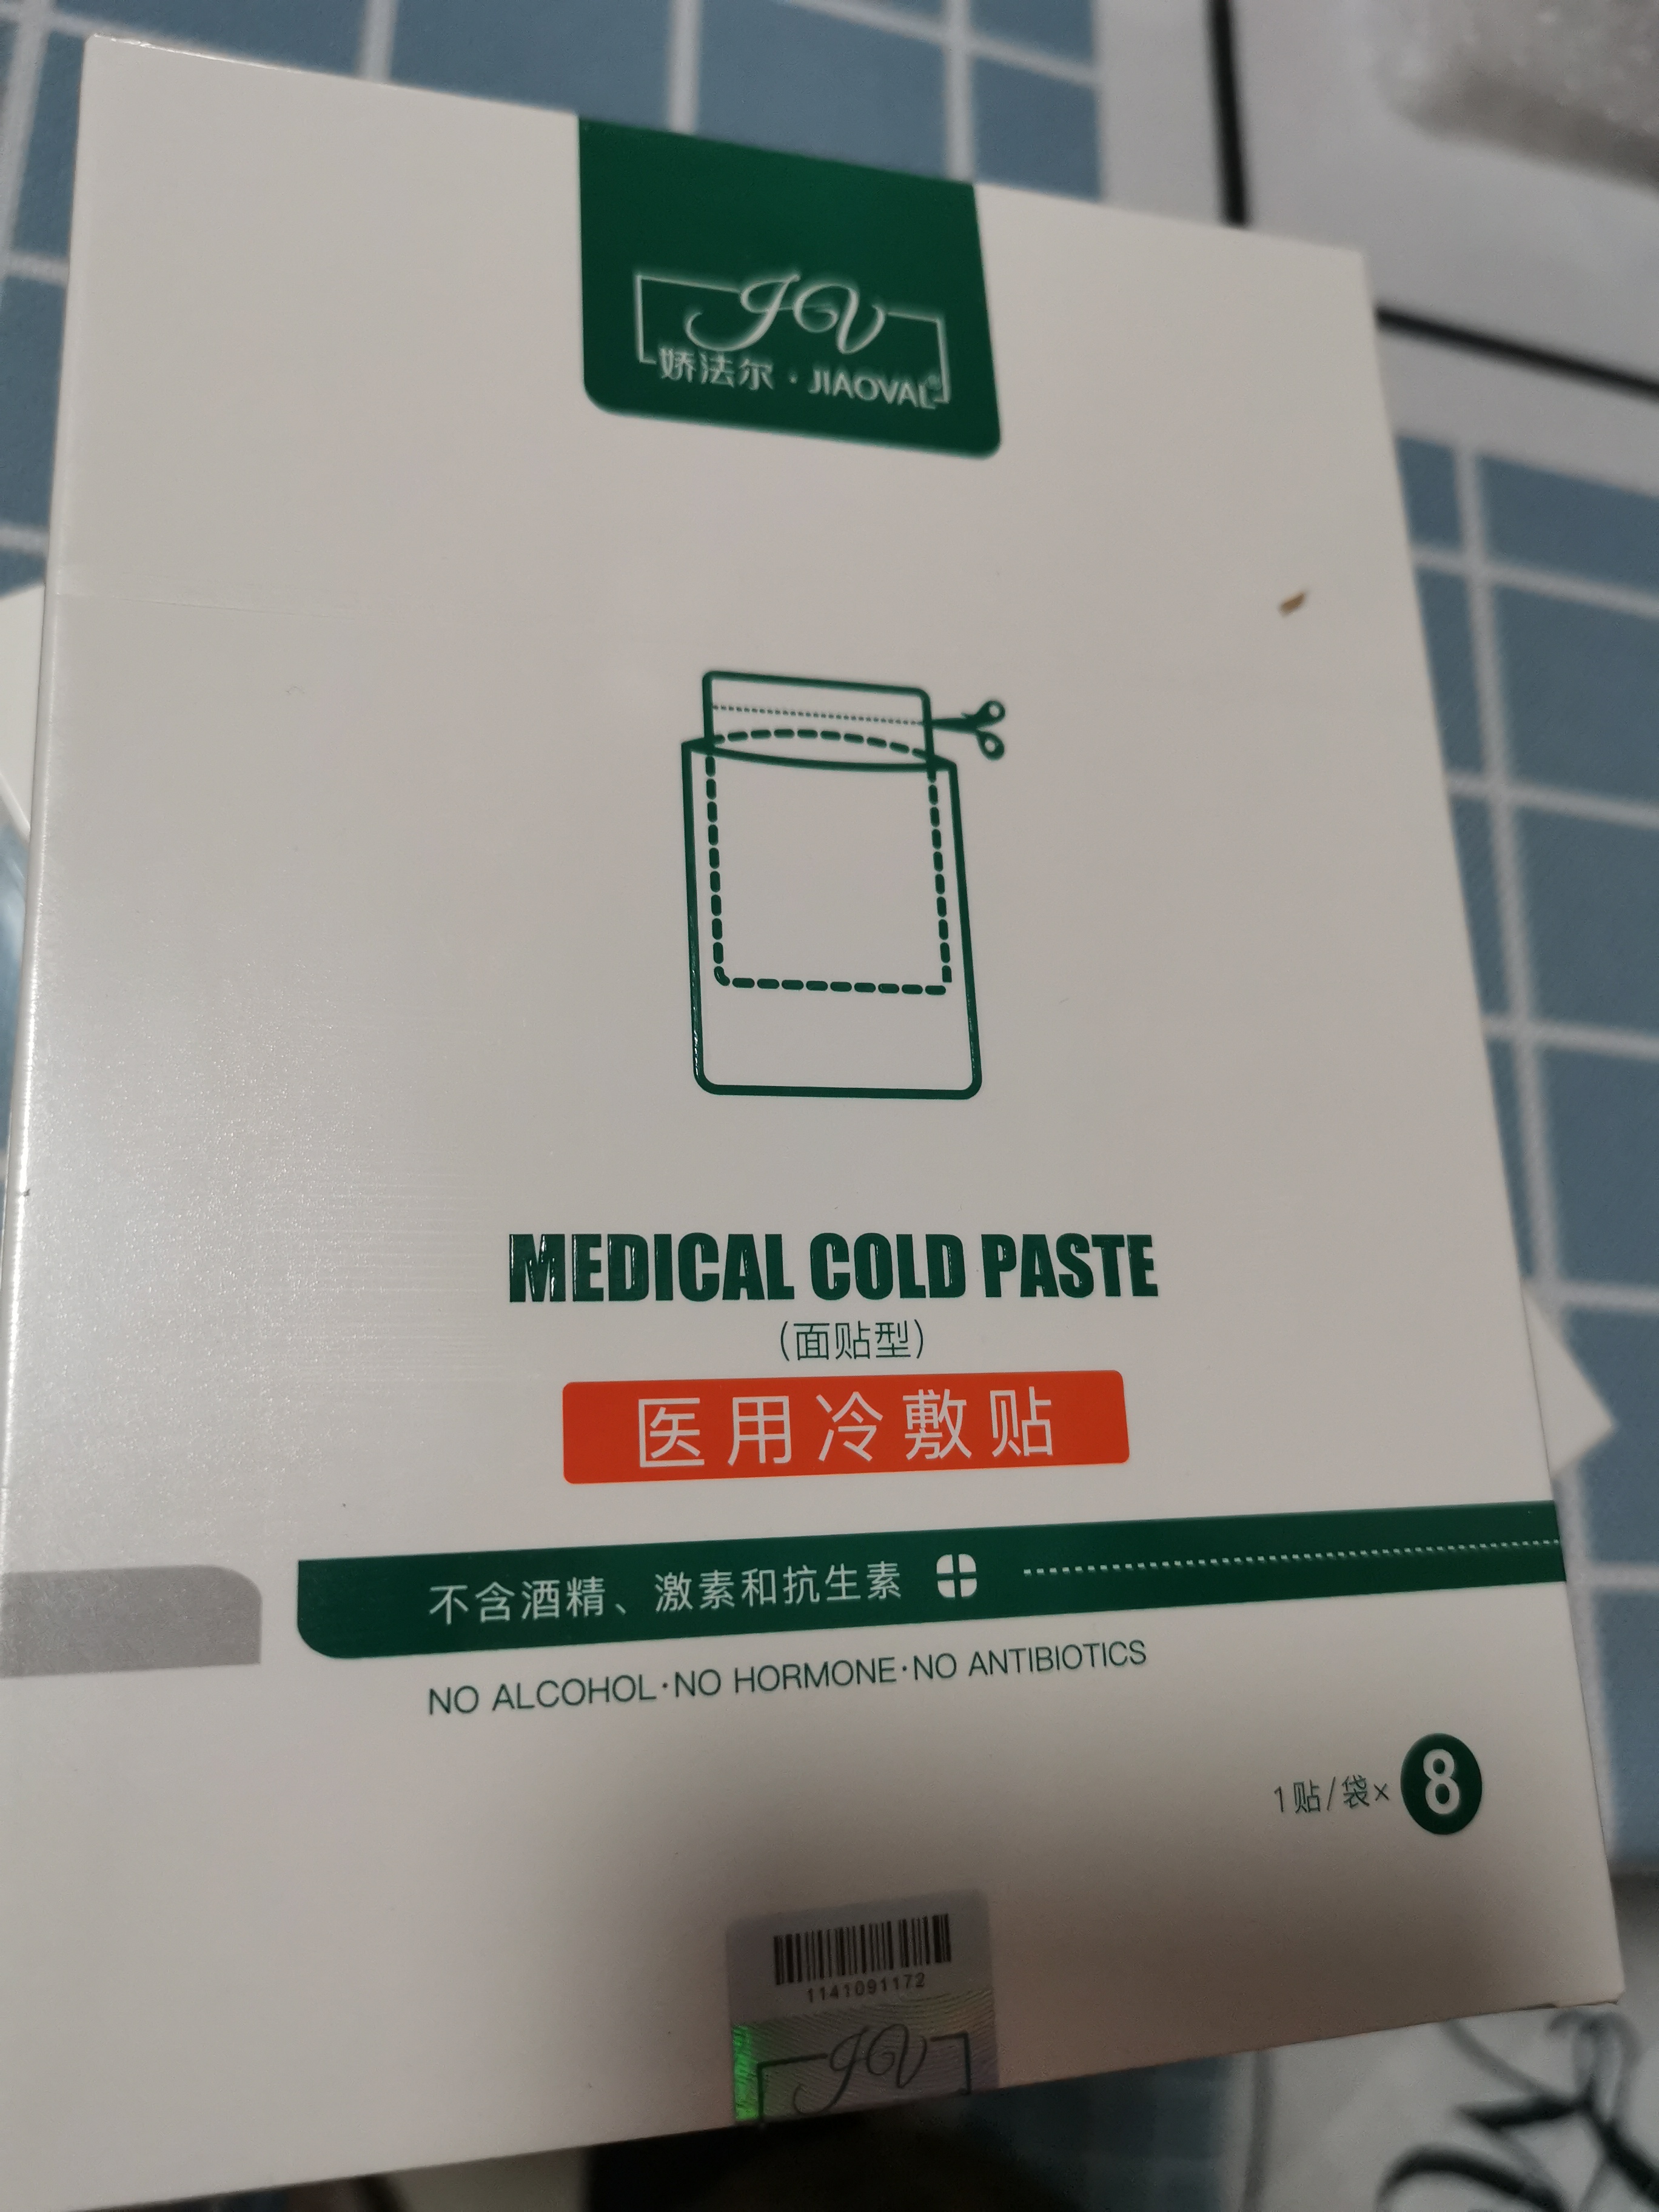 JV
娇法尔·JIAOVAL®
MEDICAL COLD PASTE
(面贴型)
医用冷敷贴
不含酒精、激素和抗生素
NO ALCOHOL·NO HORMONE·NO ANTIBIOTICS
1贴/袋×8
1141091172
JV